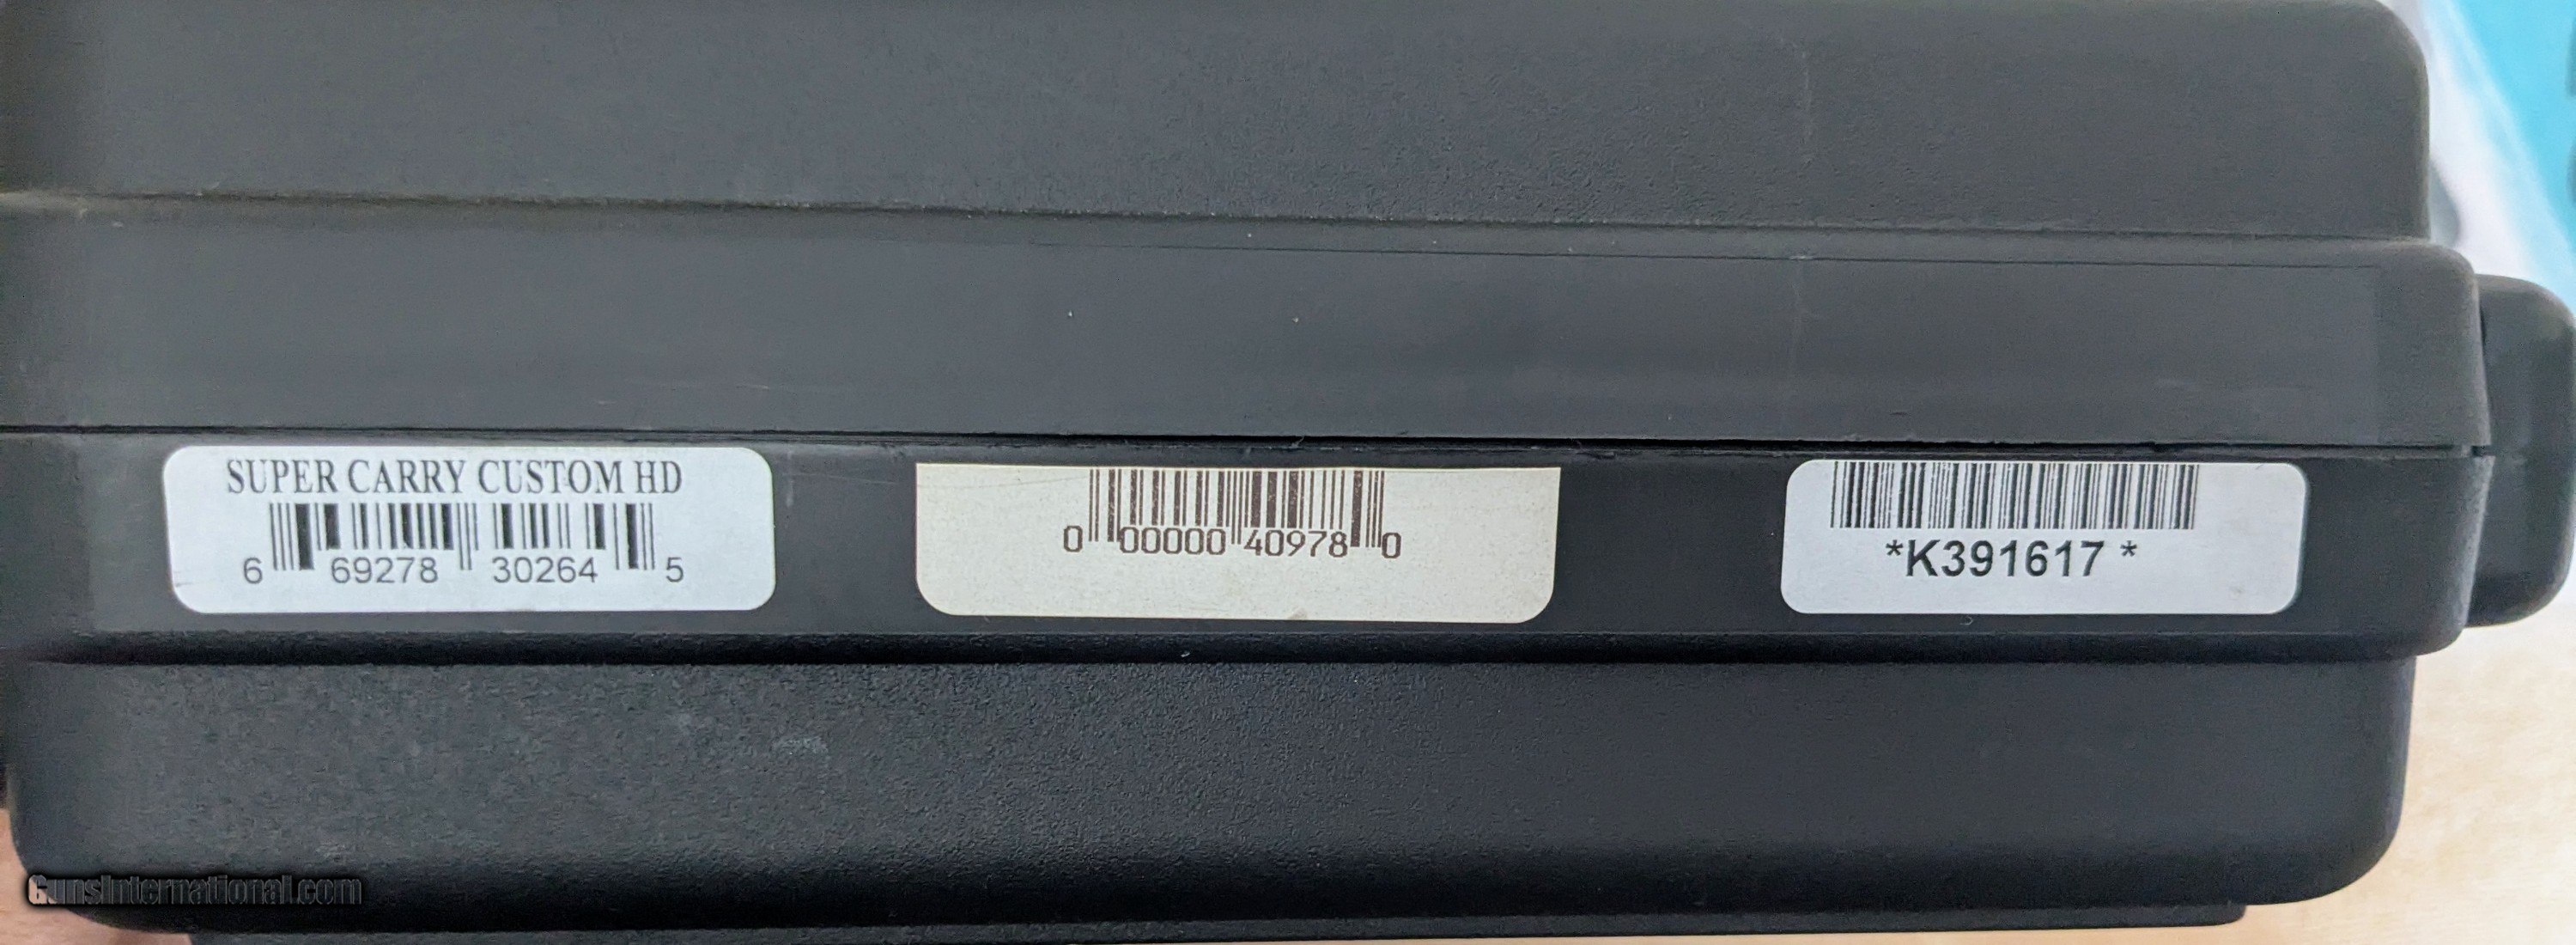 SUPER CARRY CUSTOM HD
6 69278 30264 5
0 00000 40978 0
*K391617 *
GunsInternational.com